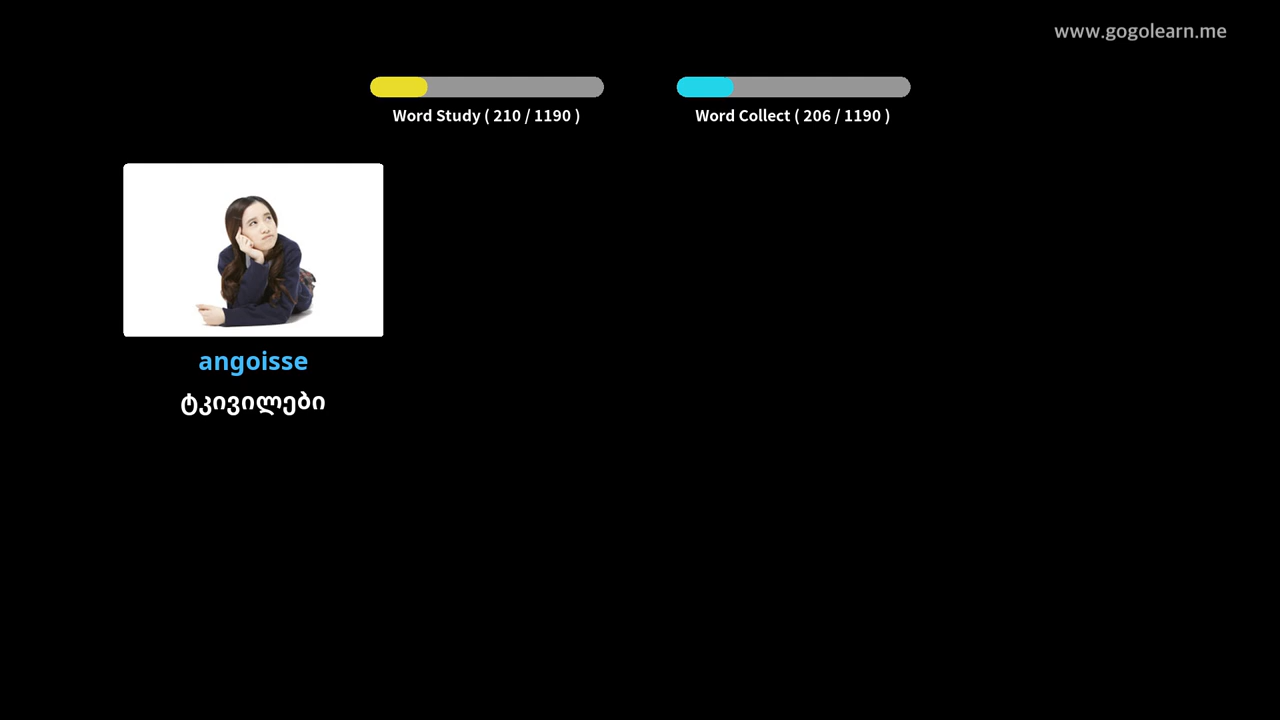 www.gogolearn.me
Word Study ( 210 / 1190 )
Word Collect ( 206 / 1190 )
angoisse
ტკივილები